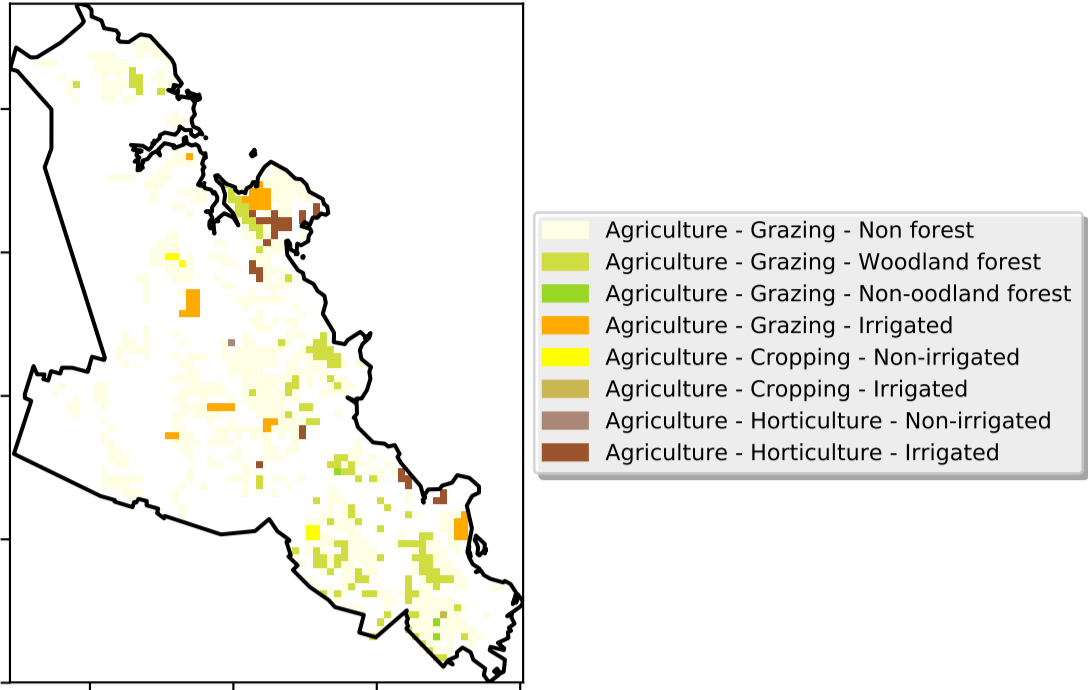 Agriculture - Grazing - Non forest
Agriculture - Grazing - Woodland forest
Agriculture - Grazing - Non-oodland forest
Agriculture - Grazing - Irrigated
Agriculture - Cropping - Non-irrigated
Agriculture - Cropping - Irrigated
Agriculture - Horticulture - Non-irrigated
Agriculture - Horticulture - Irrigated